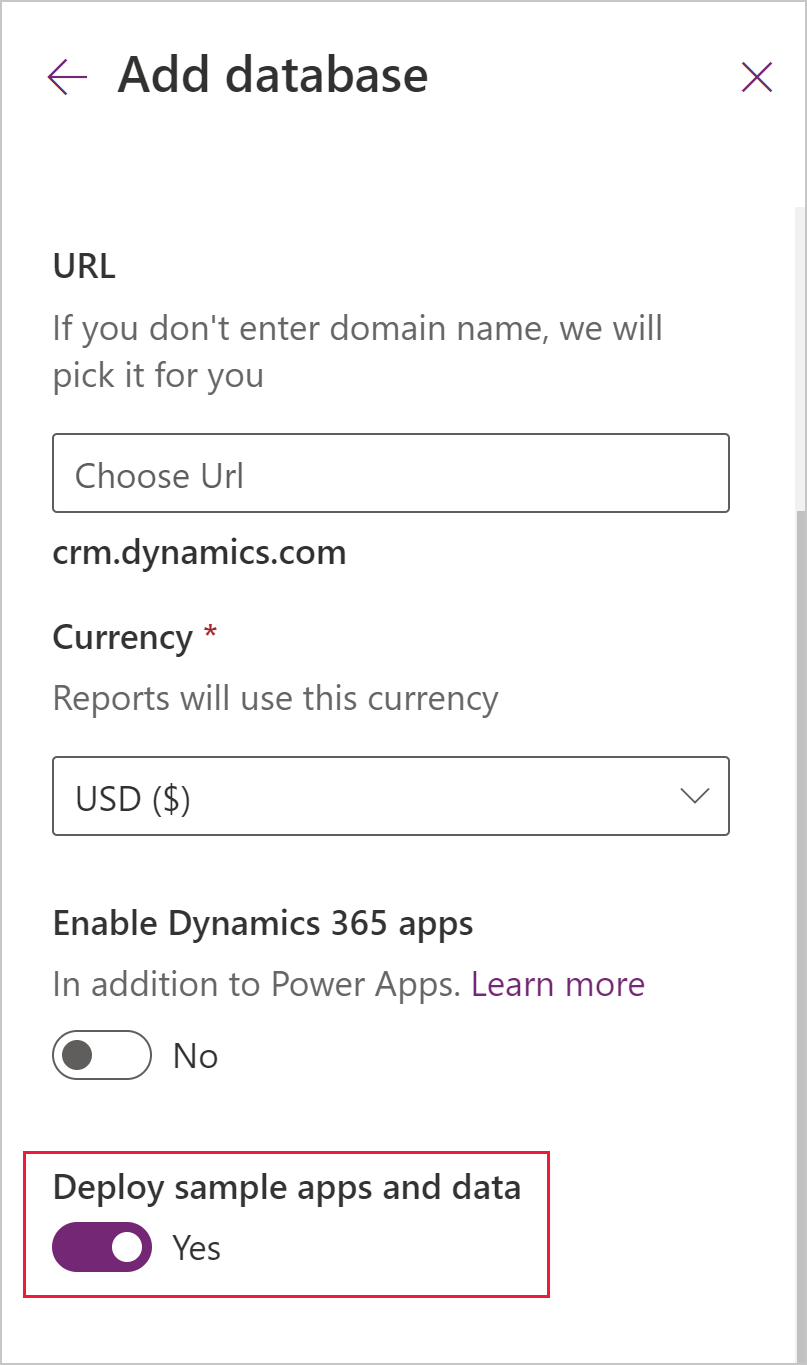 Add database
URL
If you don't enter domain name, we will
pick it for you
Choose Url
crm.dynamics.com
Currency *
Reports will use this currency
USD ($)
Enable Dynamics 365 apps
In addition to Power Apps. Learn more
No
Deploy sample apps and data
Yes